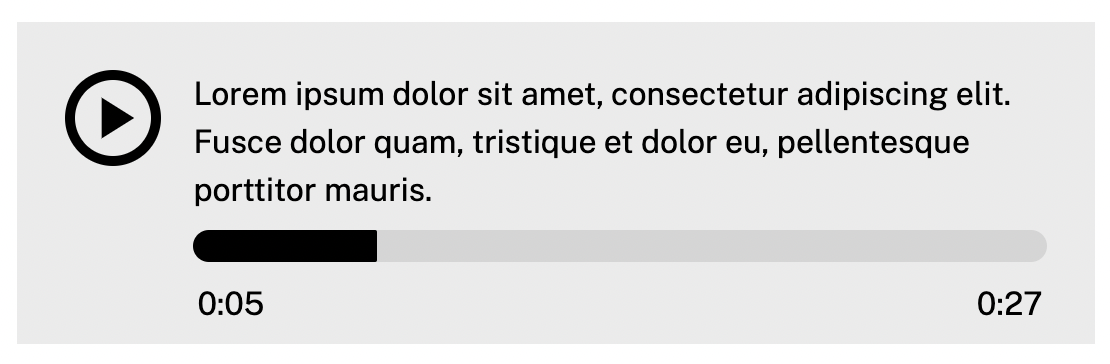 Lorem ipsum dolor sit amet, consectetur adipiscing elit.
Fusce dolor quam, tristique et dolor eu, pellentesque
porttitor mauris.
0:05
0:27